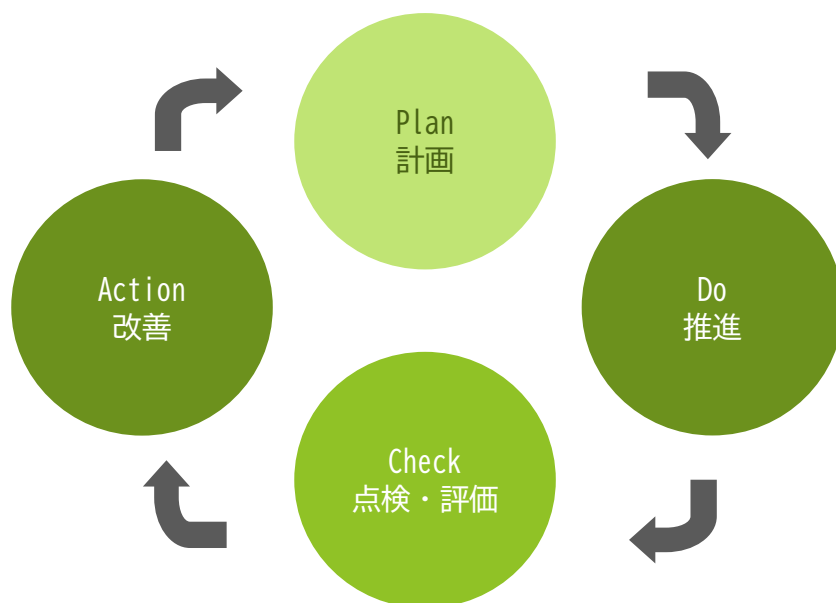 Plan
計画
Do
推進
Check
点検・評価
Action
改善